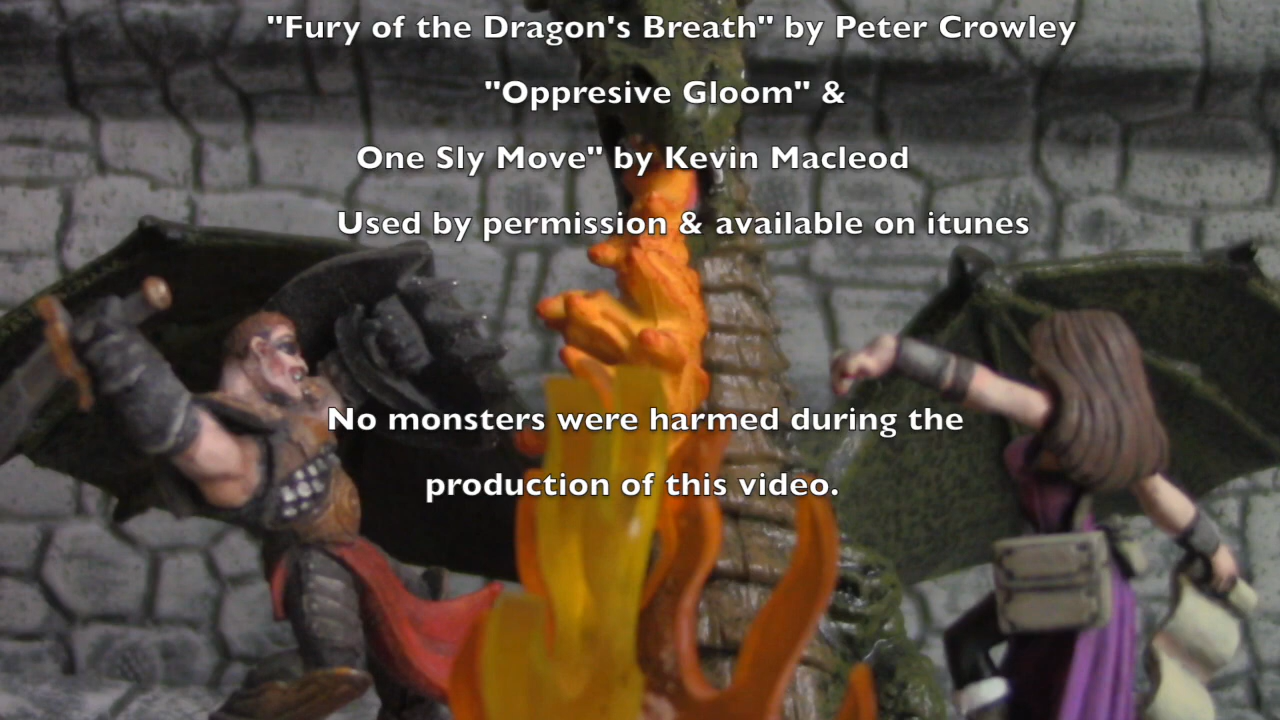 "Fury of the Dragon's Breath" by Peter Crowley
"Oppresive Gloom" &
One Sly Move" by Kevin Macleod
Used by permission & available on itunes
No monsters were harmed during the
production of this video.